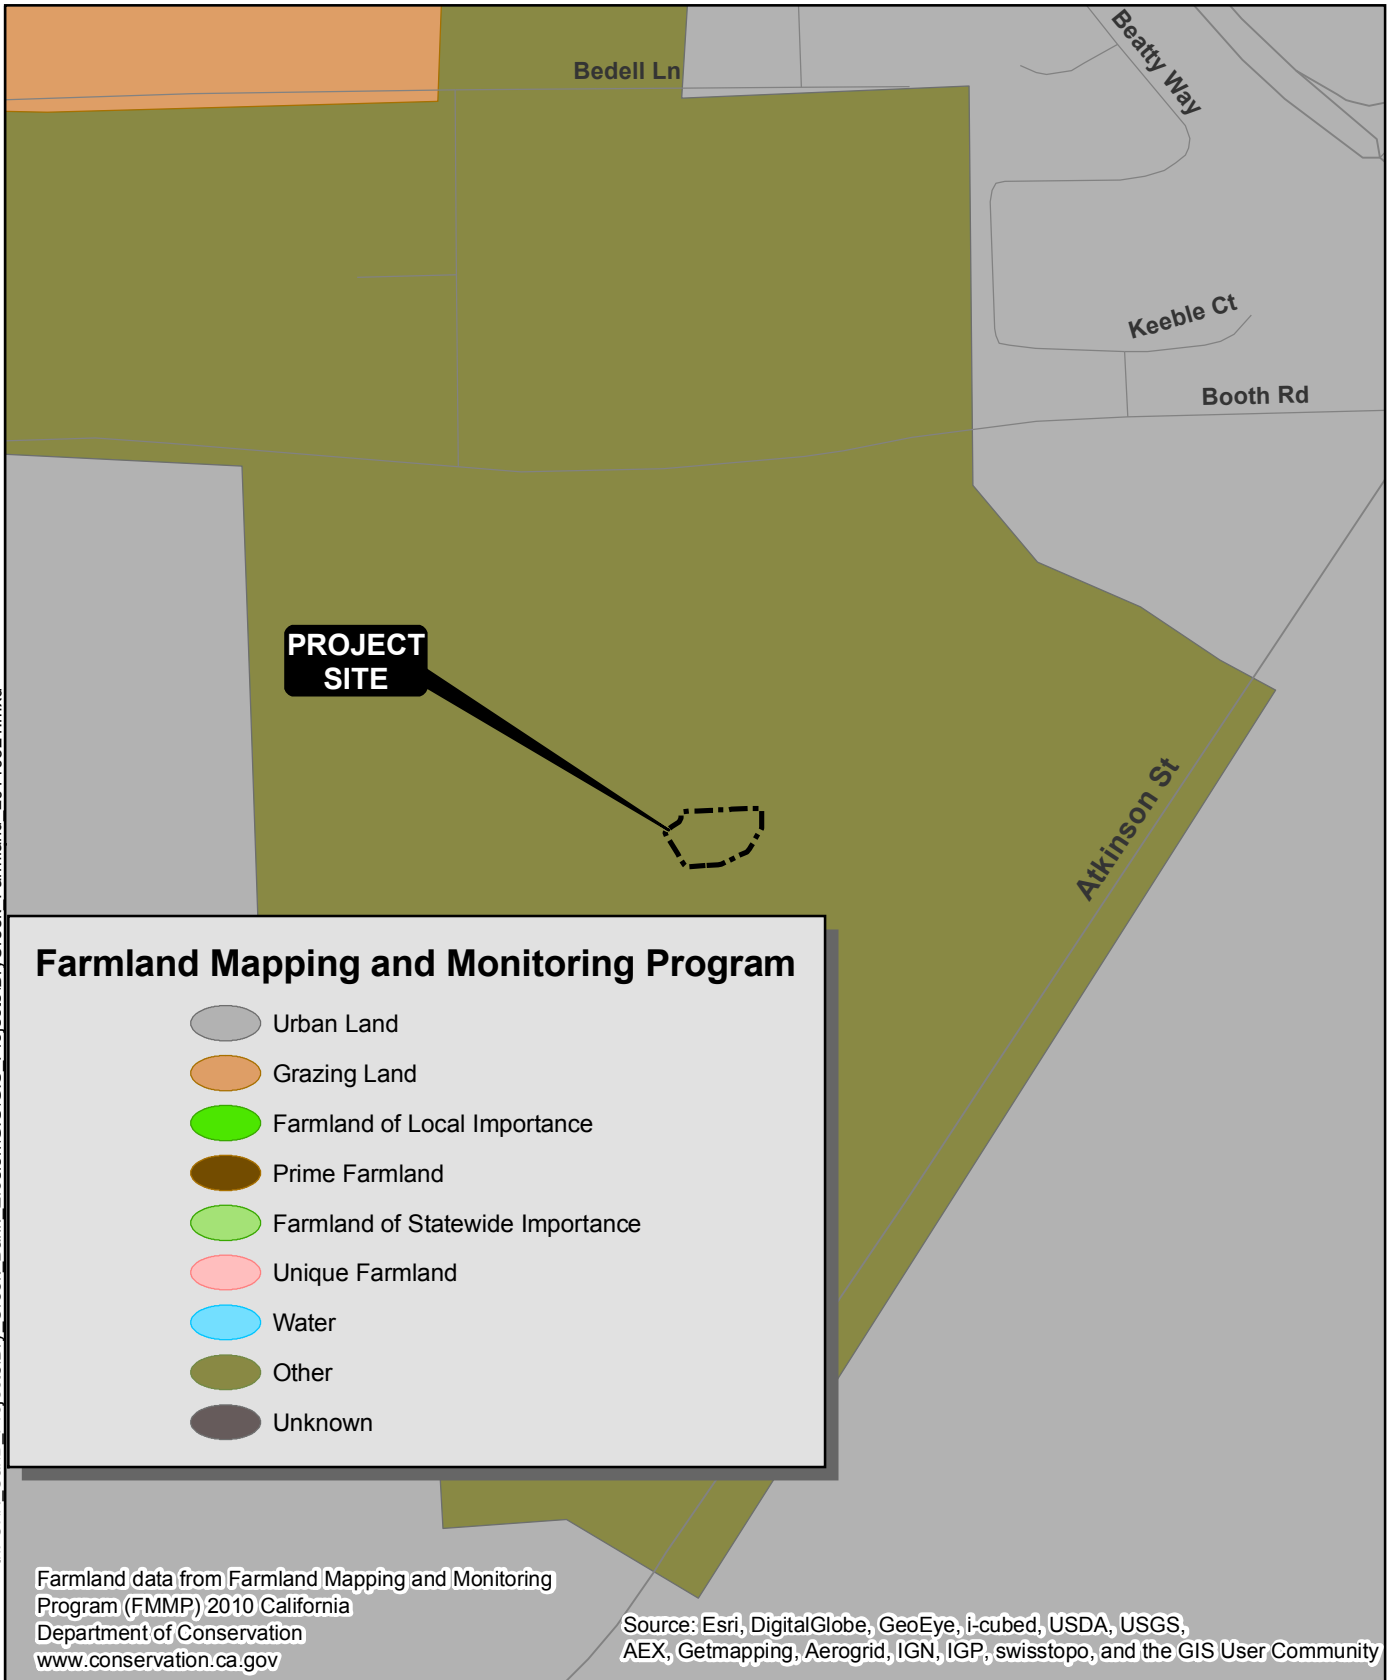 Beatty Way
Bedell Ln
Keeble Ct
Booth Rd
PROJECT
SITE
Atkinson St
Farmland Mapping and Monitoring Program
Urban Land
Grazing Land
Farmland of Local Importance
Prime Farmland
Farmland of Statewide Importance
Unique Farmland
Water
Other
Unknown
Farmland data from Farmland Mapping and Monitoring
Program (FMMP) 2010 California
Department of Conservation
www.conservation.ca.gov
Source: Esri, DigitalGlobe, GeoEye, i-cubed, USDA, USGS,
AEX, Getmapping, Aerogrid, IGN, IGP, swisstopo, and the GIS User Community